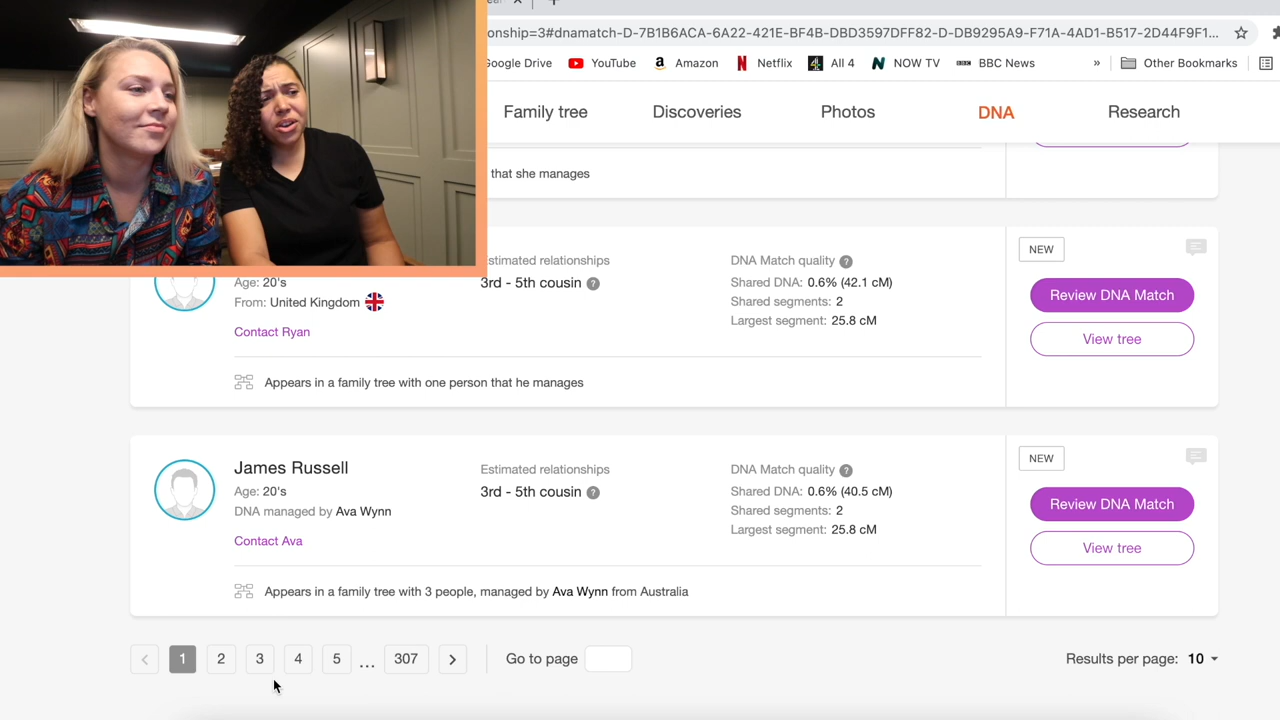 onship=3#dnamatch-D-7B1B6ACA-6A22-421E-BF4B-DBD3597DFF82-D-DB9295A9-F71A-4AD1-B517-2D44F9F1...
Google Drive YouTube Amazon Netflix All 4 NOW TV BBC News » Other Bookmarks
Family tree Discoveries Photos DNA Research
that she manages
Estimated relationships
3rd - 5th cousin ?
Age: 20's
From: United Kingdom
Contact Ryan
DNA Match quality ?
Shared DNA: 0.6% (42.1 cM)
Shared segments: 2
Largest segment: 25.8 cM
NEW
Review DNA Match
View tree
Appears in a family tree with one person that he manages
James Russell
Age: 20's
DNA managed by Ava Wynn
Contact Ava
Estimated relationships
3rd - 5th cousin ?
DNA Match quality ?
Shared DNA: 0.6% (40.5 cM)
Shared segments: 2
Largest segment: 25.8 cM
NEW
Review DNA Match
View tree
Appears in a family tree with 3 people, managed by Ava Wynn from Australia
1 2 3 4 5 ... 307 Go to page Results per page: 10